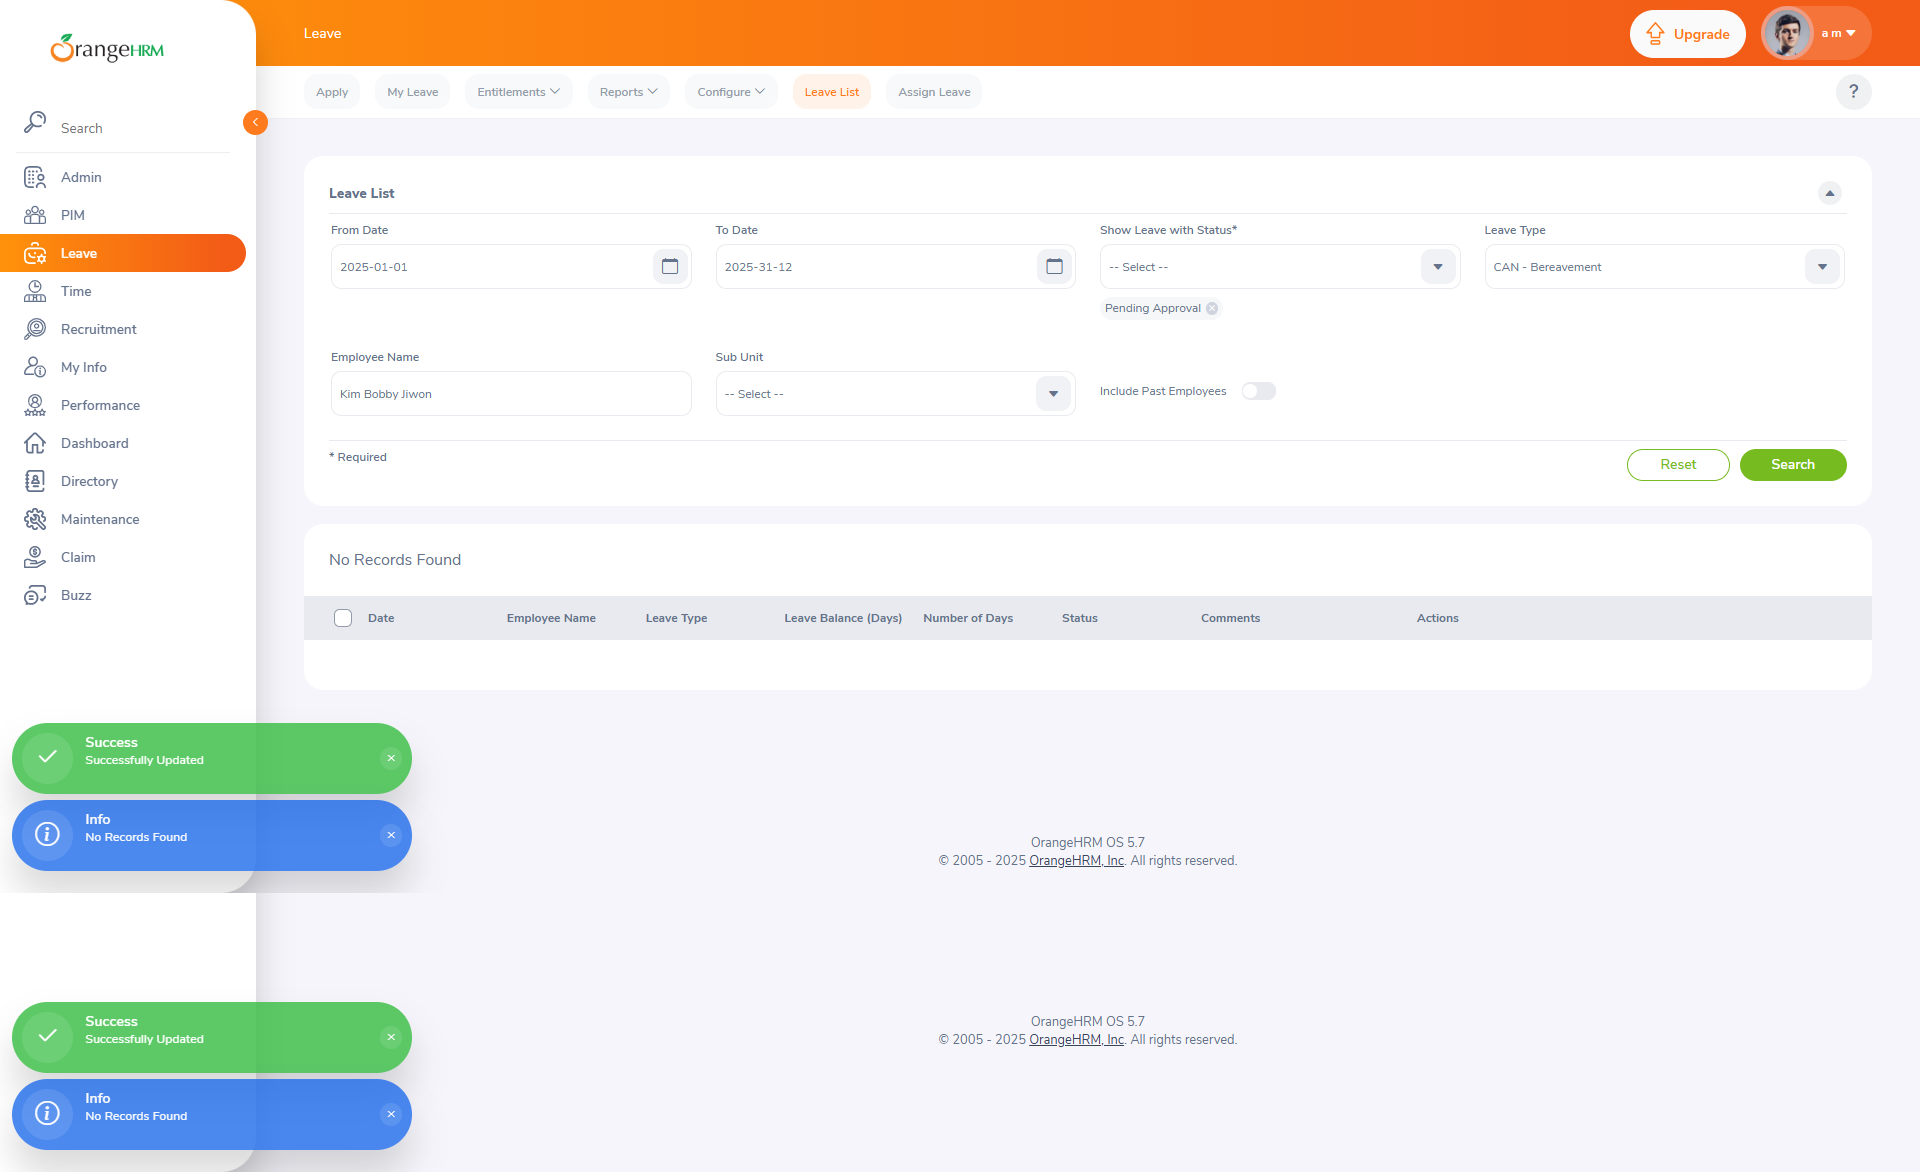 OrangeHRM
Leave
Upgrade
a m
Apply
My Leave
Entitlements
Reports
Configure
Leave List
Assign Leave
?
Search
Admin
PIM
Leave
Time
Recruitment
My Info
Performance
Dashboard
Directory
Maintenance
Claim
Buzz
Leave List
From Date
To Date
Show Leave with Status*
Leave Type
2025-01-01
2025-31-12
-- Select --
CAN - Bereavement
Pending Approval
Employee Name
Sub Unit
Kim Bobby Jiwon
-- Select --
Include Past Employees
* Required
Reset
Search
No Records Found
Date
Employee Name
Leave Type
Leave Balance (Days)
Number of Days
Status
Comments
Actions
Success
Successfully Updated
Info
No Records Found
OrangeHRM OS 5.7
© 2005 - 2025 OrangeHRM, Inc. All rights reserved.
Success
Successfully Updated
Info
No Records Found
OrangeHRM OS 5.7
© 2005 - 2025 OrangeHRM, Inc. All rights reserved.